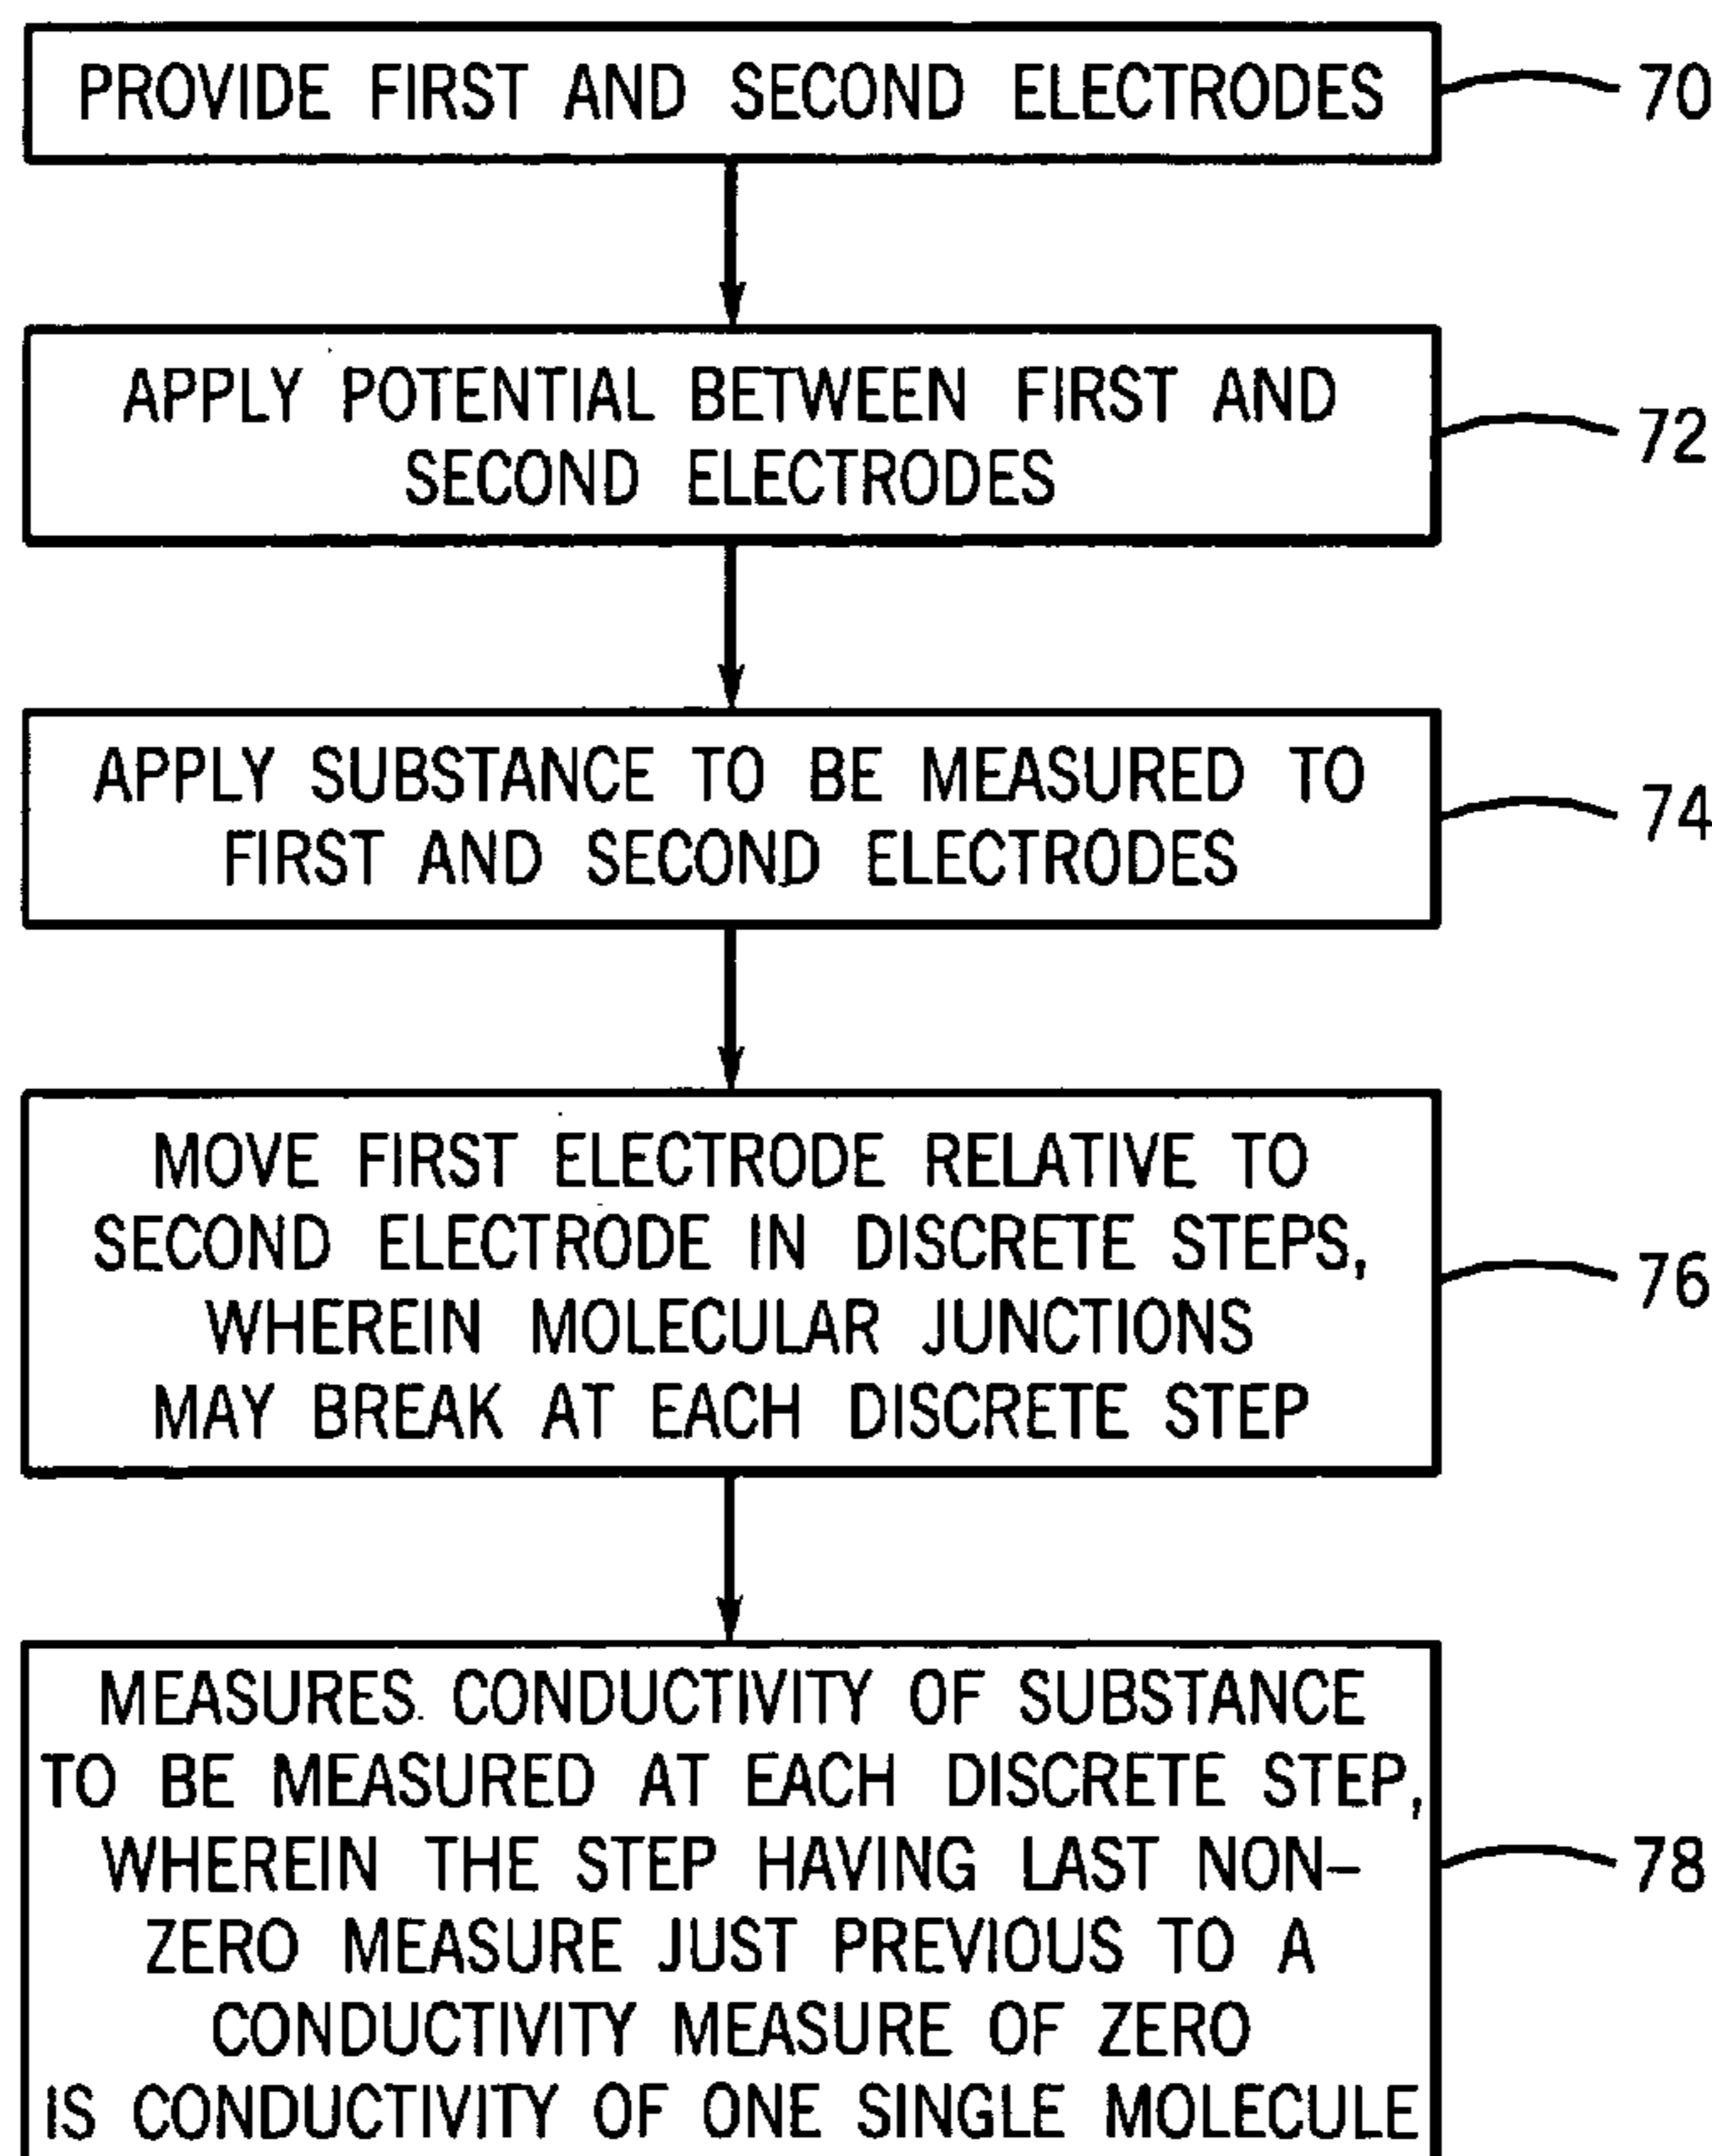 PROVIDE FIRST AND SECOND ELECTRODES
70
APPLY POTENTIAL BETWEEN FIRST AND
SECOND ELECTRODES
72
APPLY SUBSTANCE TO BE MEASURED TO
FIRST AND SECOND ELECTRODES
74
MOVE FIRST ELECTRODE RELATIVE TO
SECOND ELECTRODE IN DISCRETE STEPS,
WHEREIN MOLECULAR JUNCTIONS
MAY BREAK AT EACH DISCRETE STEP
76
MEASURES CONDUCTIVITY OF SUBSTANCE
TO BE MEASURED AT EACH DISCRETE STEP,
WHEREIN THE STEP HAVING LAST NON-
ZERO MEASURE JUST PREVIOUS TO A
CONDUCTIVITY MEASURE OF ZERO
IS CONDUCTIVITY OF ONE SINGLE MOLECULE
78